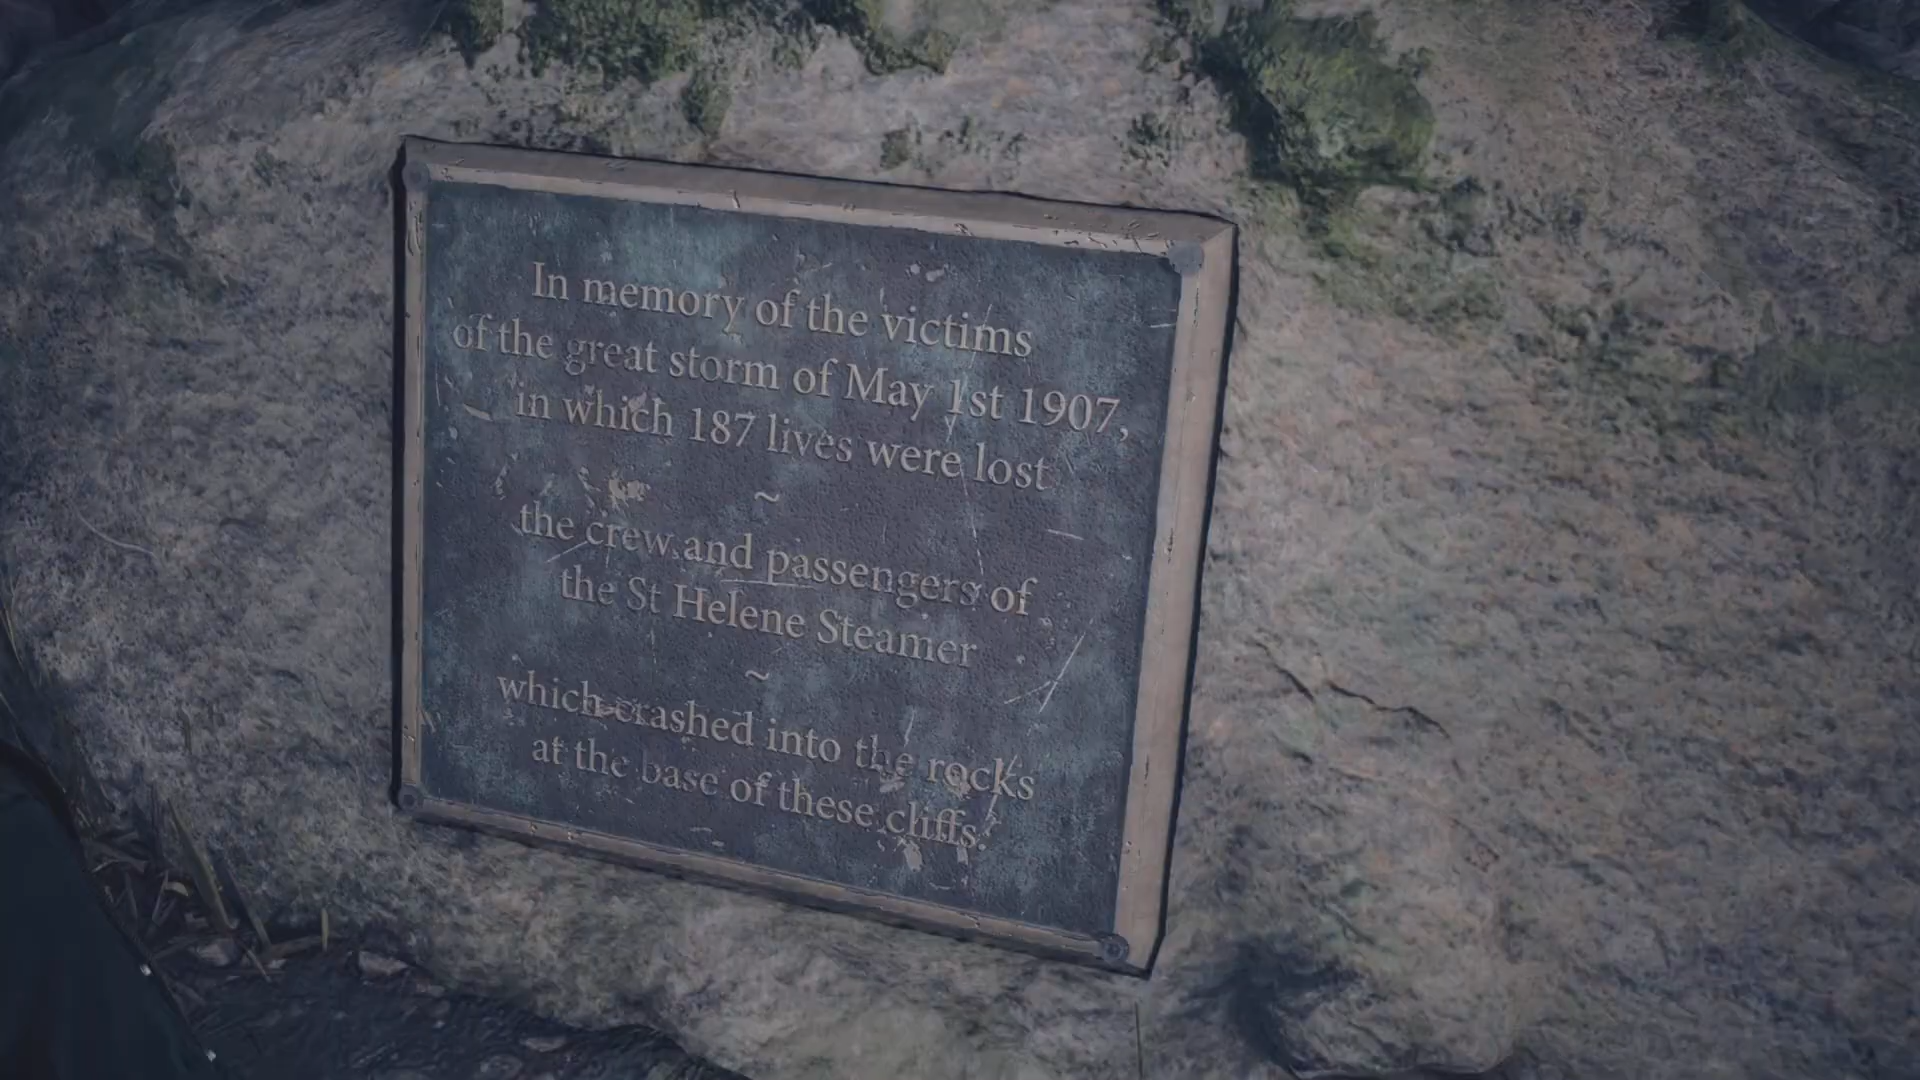 In memory of the victims
of the great storm of May 1st 1907,
in which 187 lives were lost
~
the crew and passengers of
the St Helene Steamer
~
which crashed into the rocks
at the base of these cliffs.